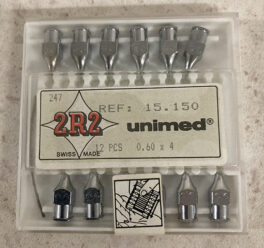 247
REF: 15.150
2R2
unimed®
SWISS MADE
12 PCS 0.60 x 4